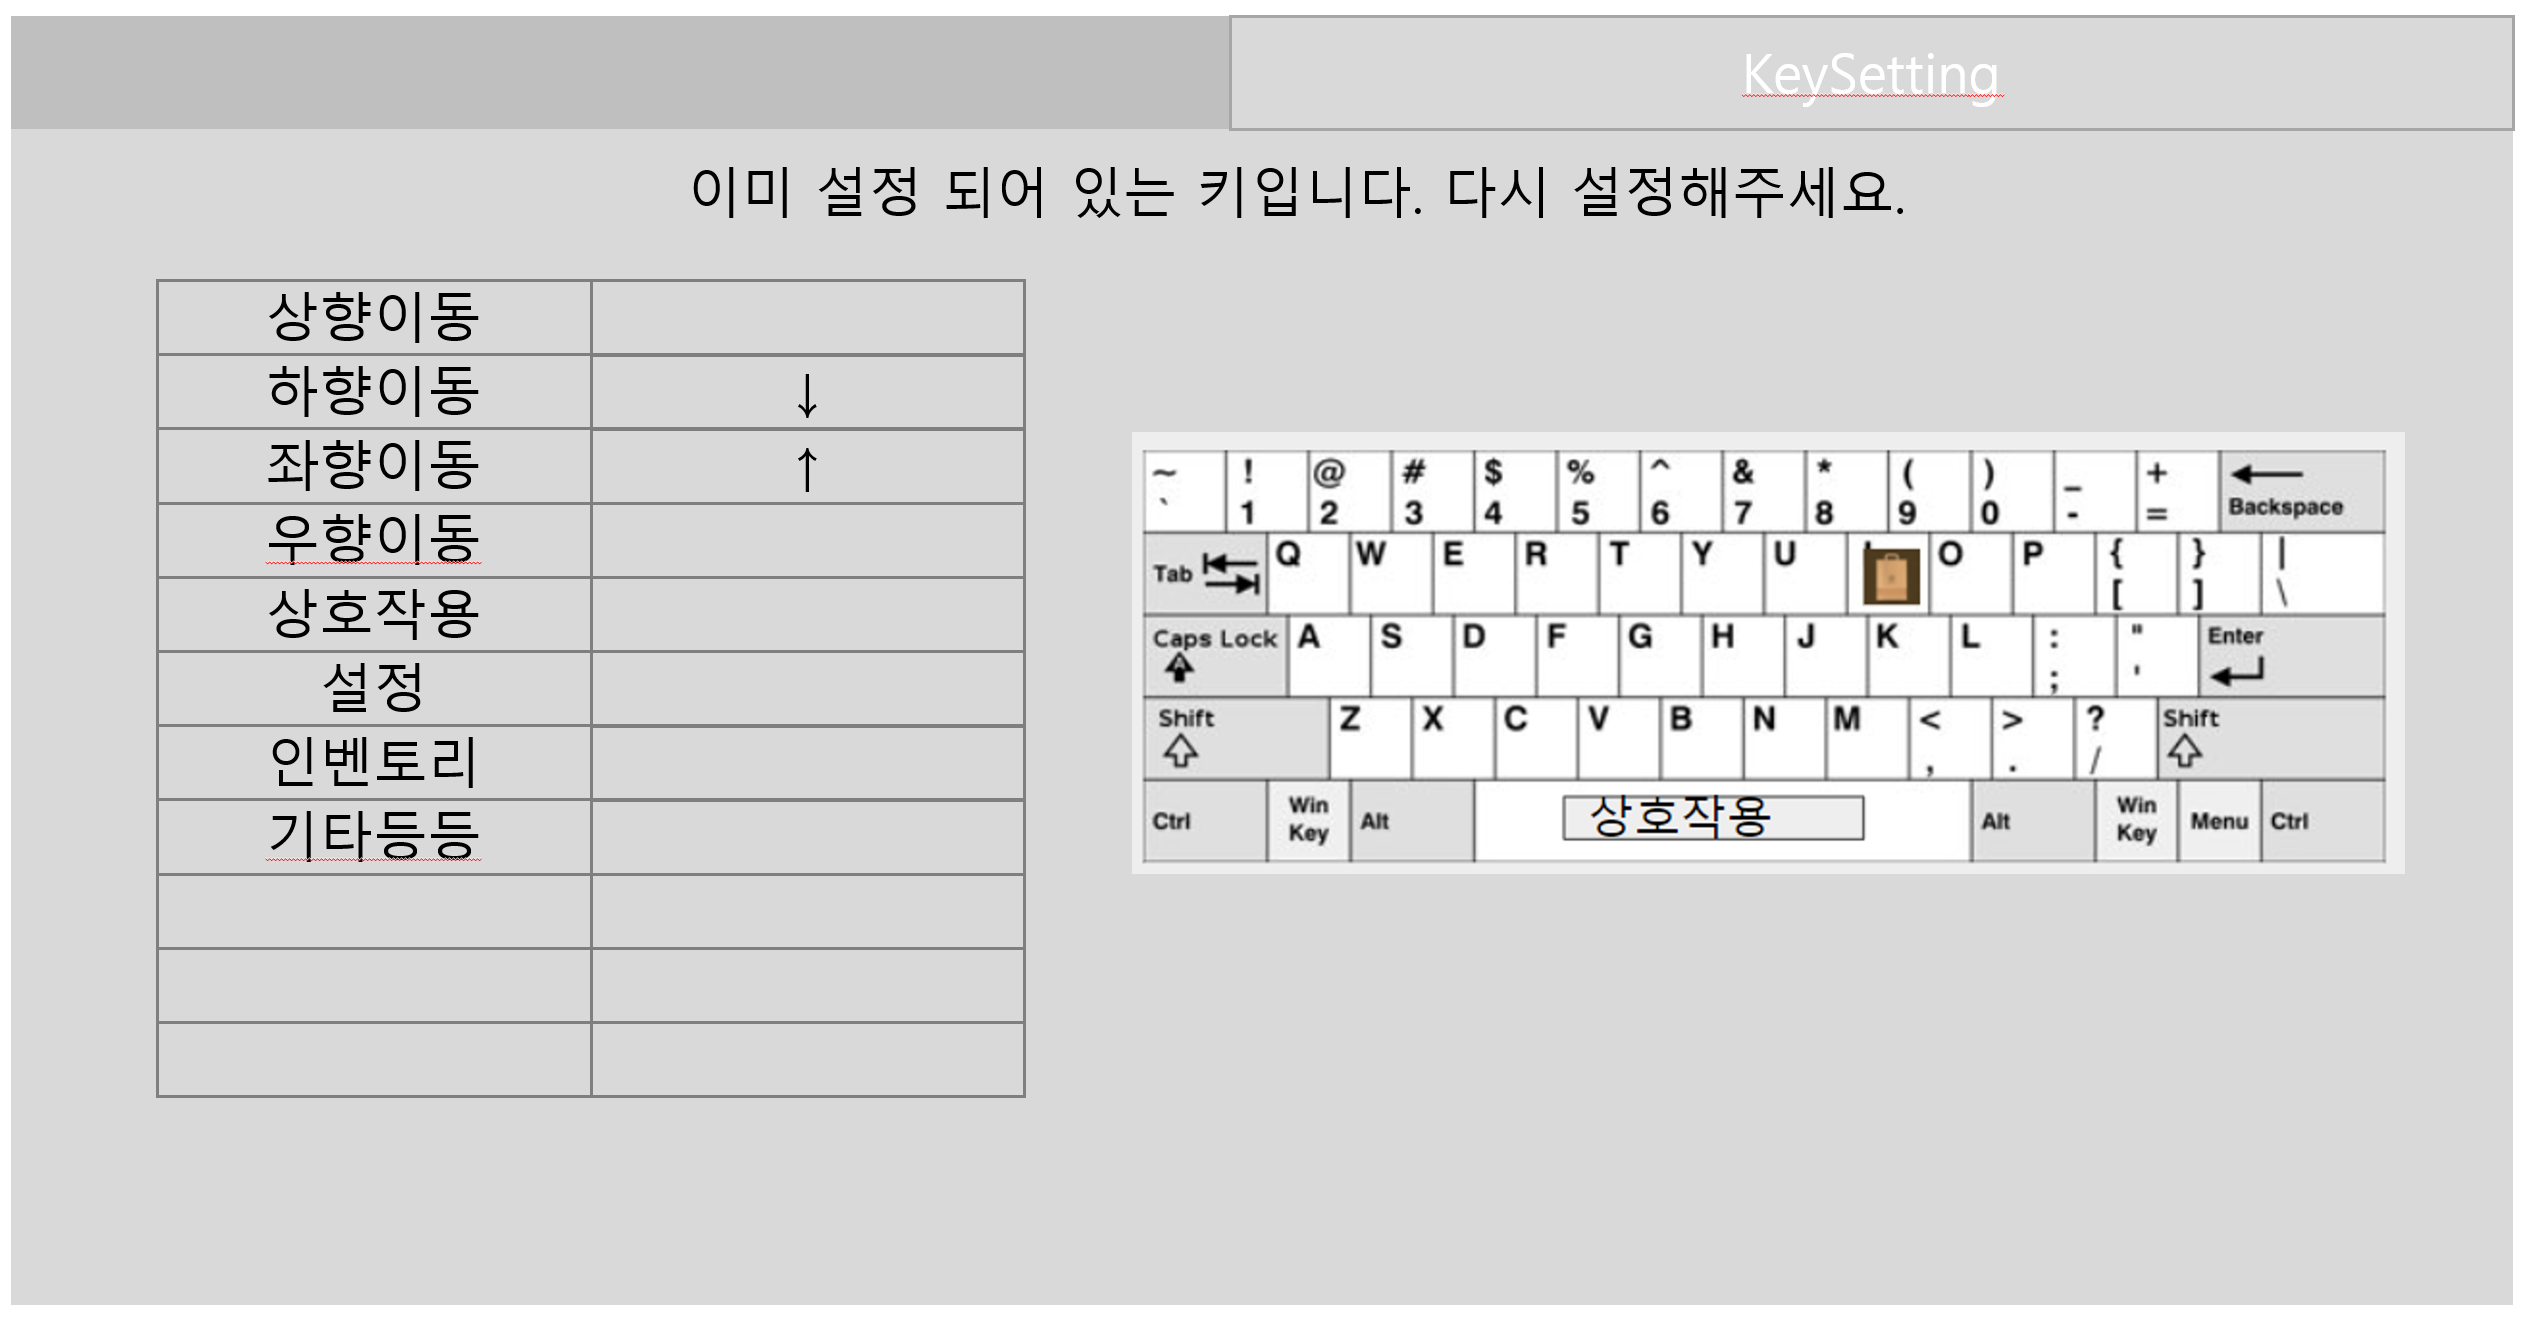 KeySetting
이미 설정 되어 있는 키입니다. 다시 설정해주세요.
상향이동
하향이동 ↓
좌향이동 ↑
우향이동
상호작용
설정
인벤토리
기타등등
~ ! @ # $ % ^ & * ( ) _ +
` 1 2 3 4 5 6 7 8 9 0 - = Backspace
Tab Q W E R T Y U O P { } |
[ ] \
Caps Lock A S D F G H J K L : " Enter
; '
Shift Z X C V B N M < > ? Shift
, . /
Ctrl Win Key Alt 상호작용 Alt Win Key Menu Ctrl